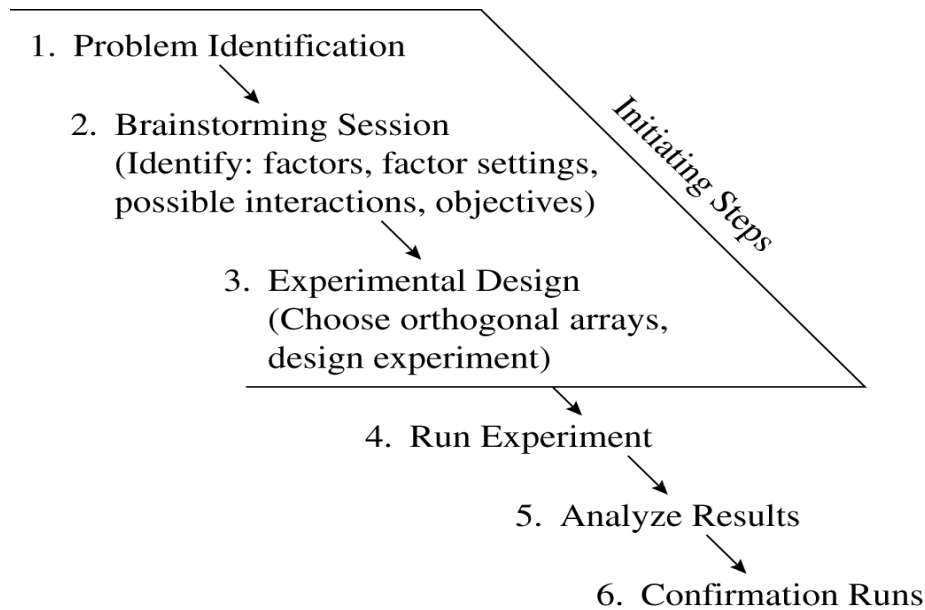 1. Problem Identification
2. Brainstorming Session
(Identify: factors, factor settings,
possible interactions, objectives)
Initiating Steps
3. Experimental Design
(Choose orthogonal arrays,
design experiment)
4. Run Experiment
5. Analyze Results
6. Confirmation Runs